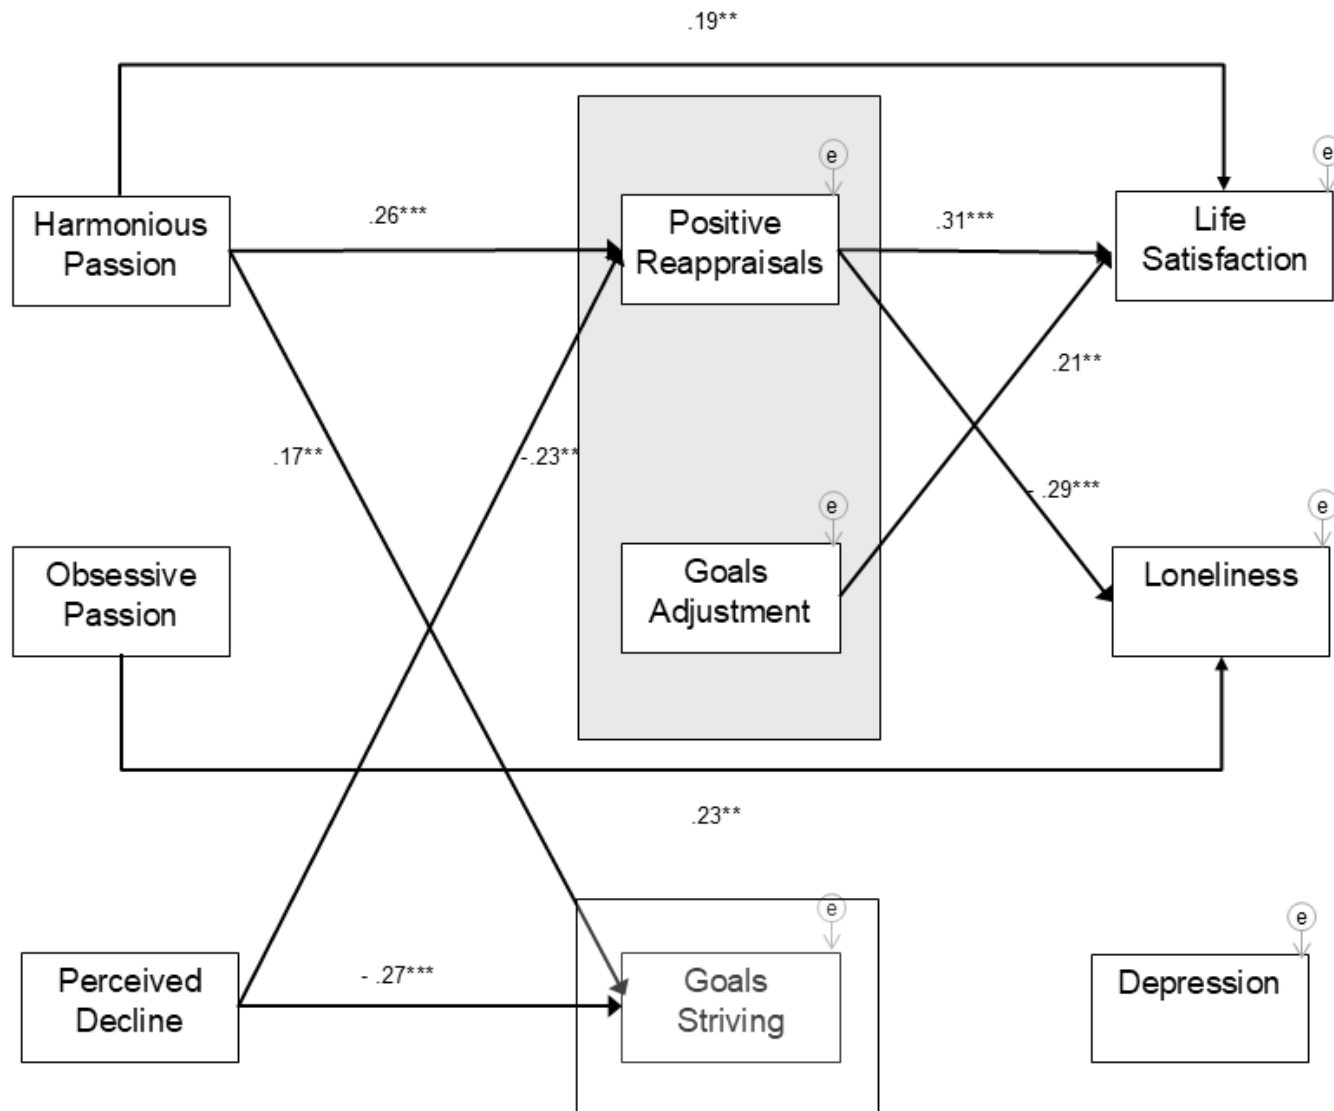 .19**
e
e
Harmonious
Passion
.26***
Positive
Reappraisals
.31***
Life
Satisfaction
.21**
.17**
-.23**
- .29***
e
e
Obsessive
Passion
Goals
Adjustment
Loneliness
.23**
e
e
Perceived
Decline
- .27***
Goals
Striving
Depression